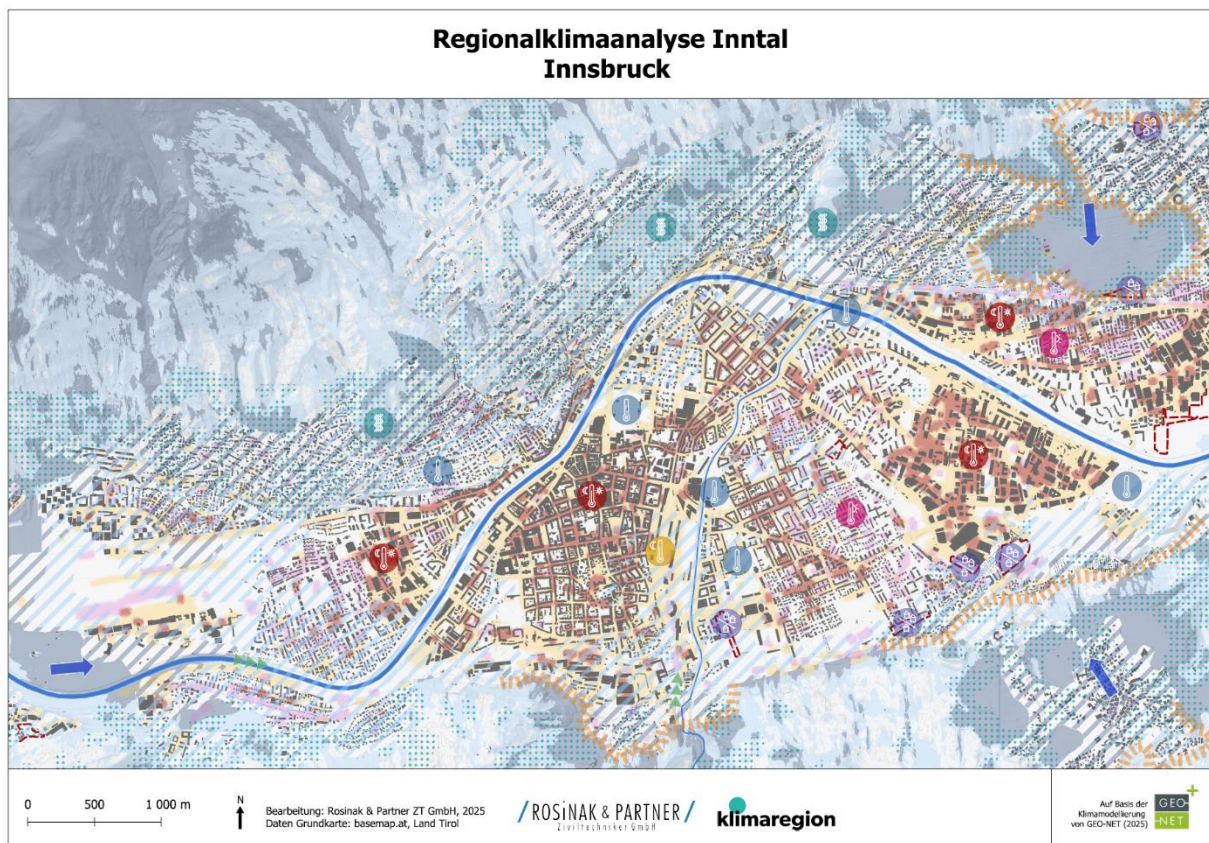 Regionalklimaanalyse Inntal
Innsbruck
0 500 1 000 m
N
Bearbeitung: Rosinak & Partner ZT GmbH, 2025
Daten Grundkarte: basemap.at, Land Tirol
/ ROSiNAK & PARTNER /
Ziviltechniker GmbH
klimaregion
Auf Basis der
Klimamodellierung
von GEO-NET (2025)
GEO-
NET